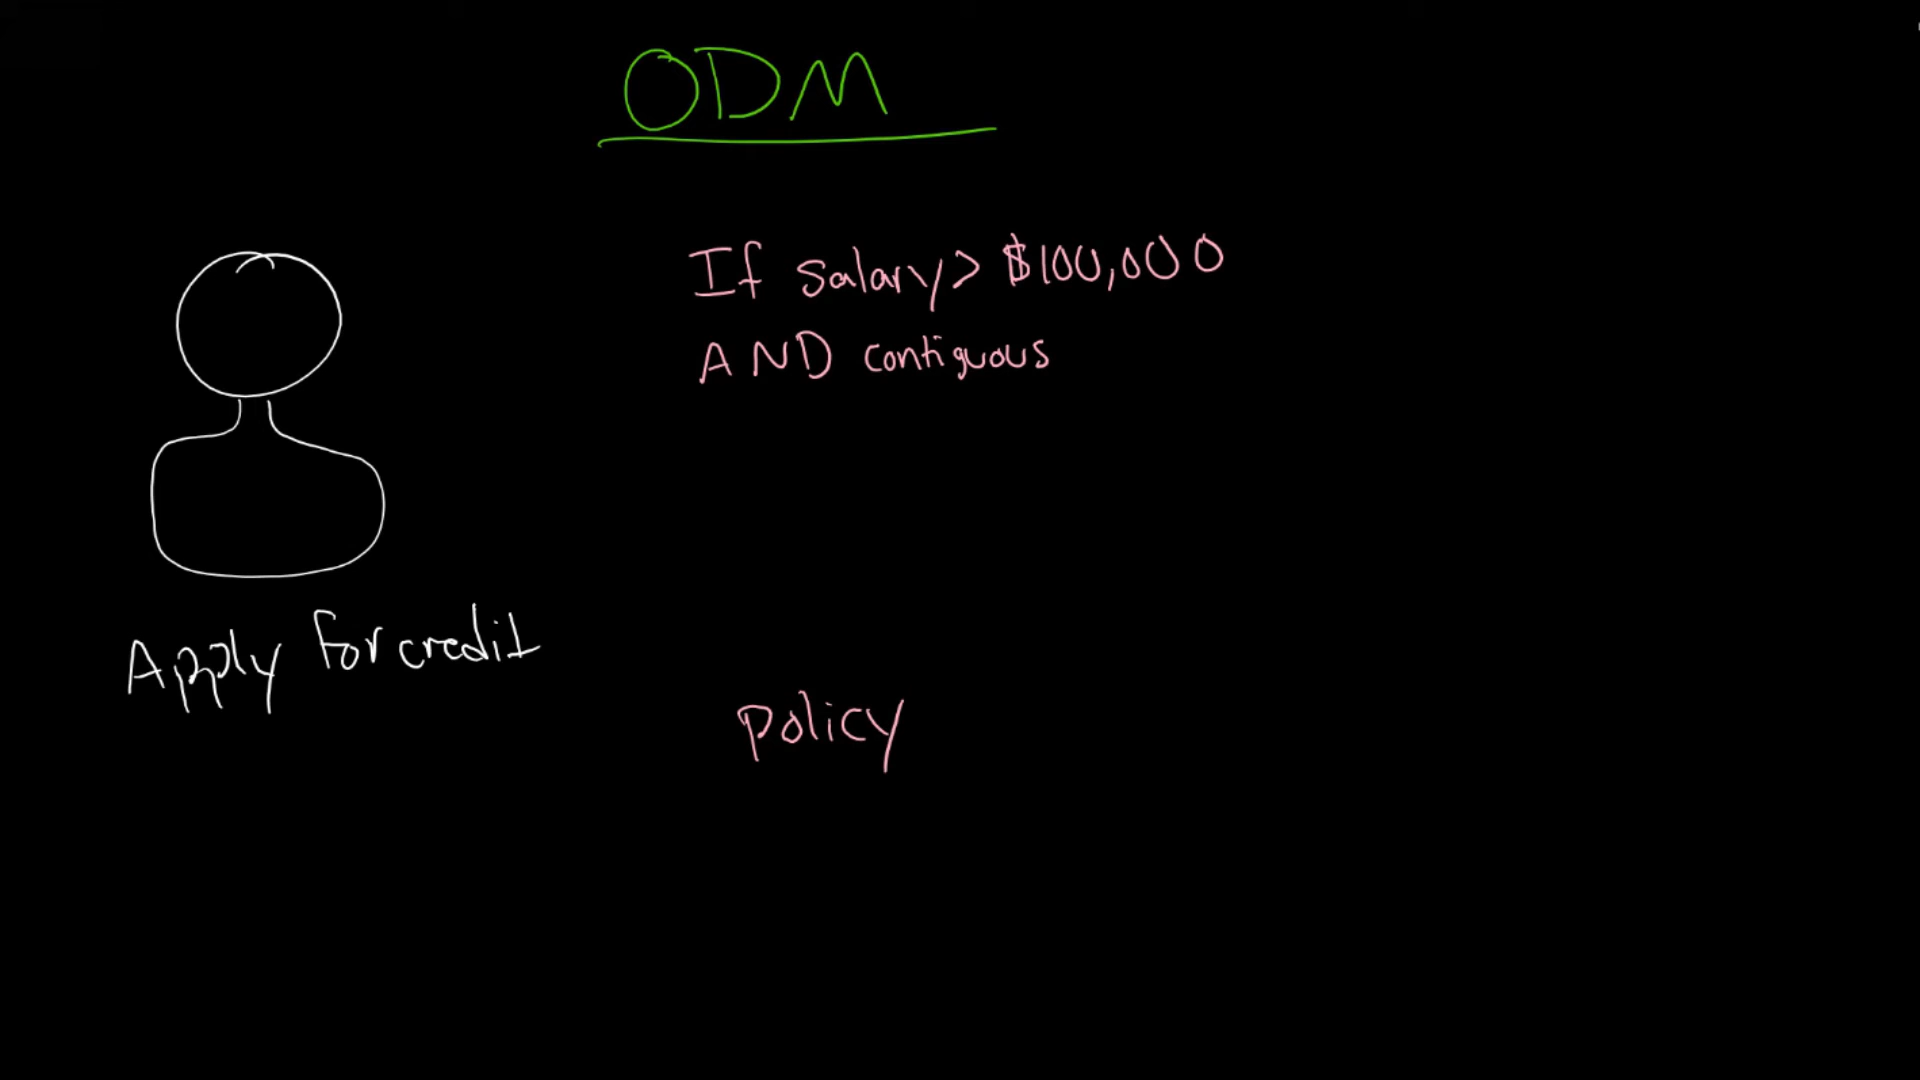 ODM
If salary > $100,000
AND contiguous
Apply for credit
policy